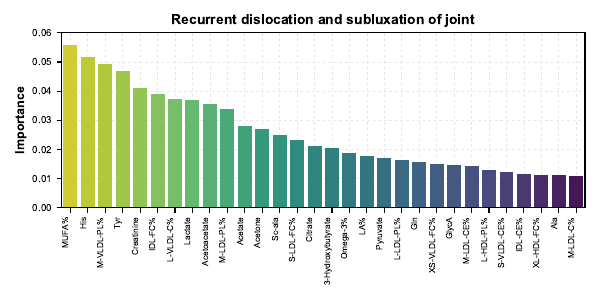 Recurrent dislocation and subluxation of joint
Importance
0.06
0.05
0.04
0.03
0.02
0.01
0.00
MUFA%
His
M-VLDL-PL%
Tyr
Creatinine
IDL-FC%
L-VLDL-C%
Lactate
Acetoacetate
M-LDL-PL%
Acetate
Acetone
Sc-ala
S-LDL-FC%
Citrate
3-Hydroxybutyrate
Omega-3%
LA%
Pyruvate
L-LDL-PL%
Gln
XS-VLDL-FC%
GlycA
M-LDL-CE%
L-HDL-PL%
S-VLDL-CE%
IDL-CE%
XL-HDL-FC%
Ala
M-LDL-C%